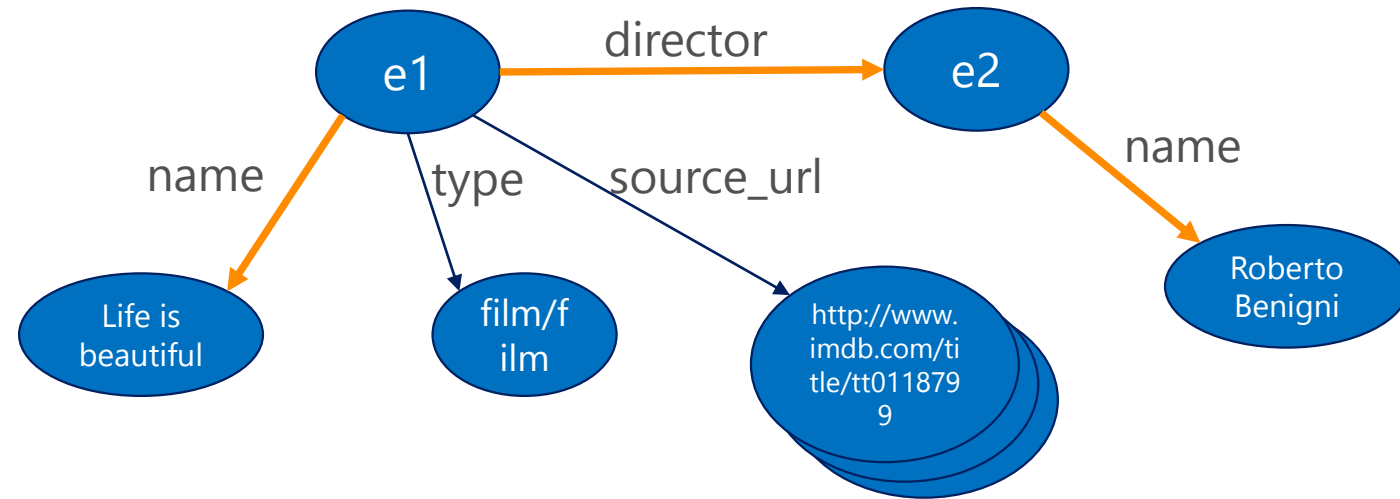 director
e1
e2
name
type
source_url
name
Life is
beautiful
film/f
ilm
http://www.
imdb.com/ti
tle/tt011879
9
Roberto
Benigni